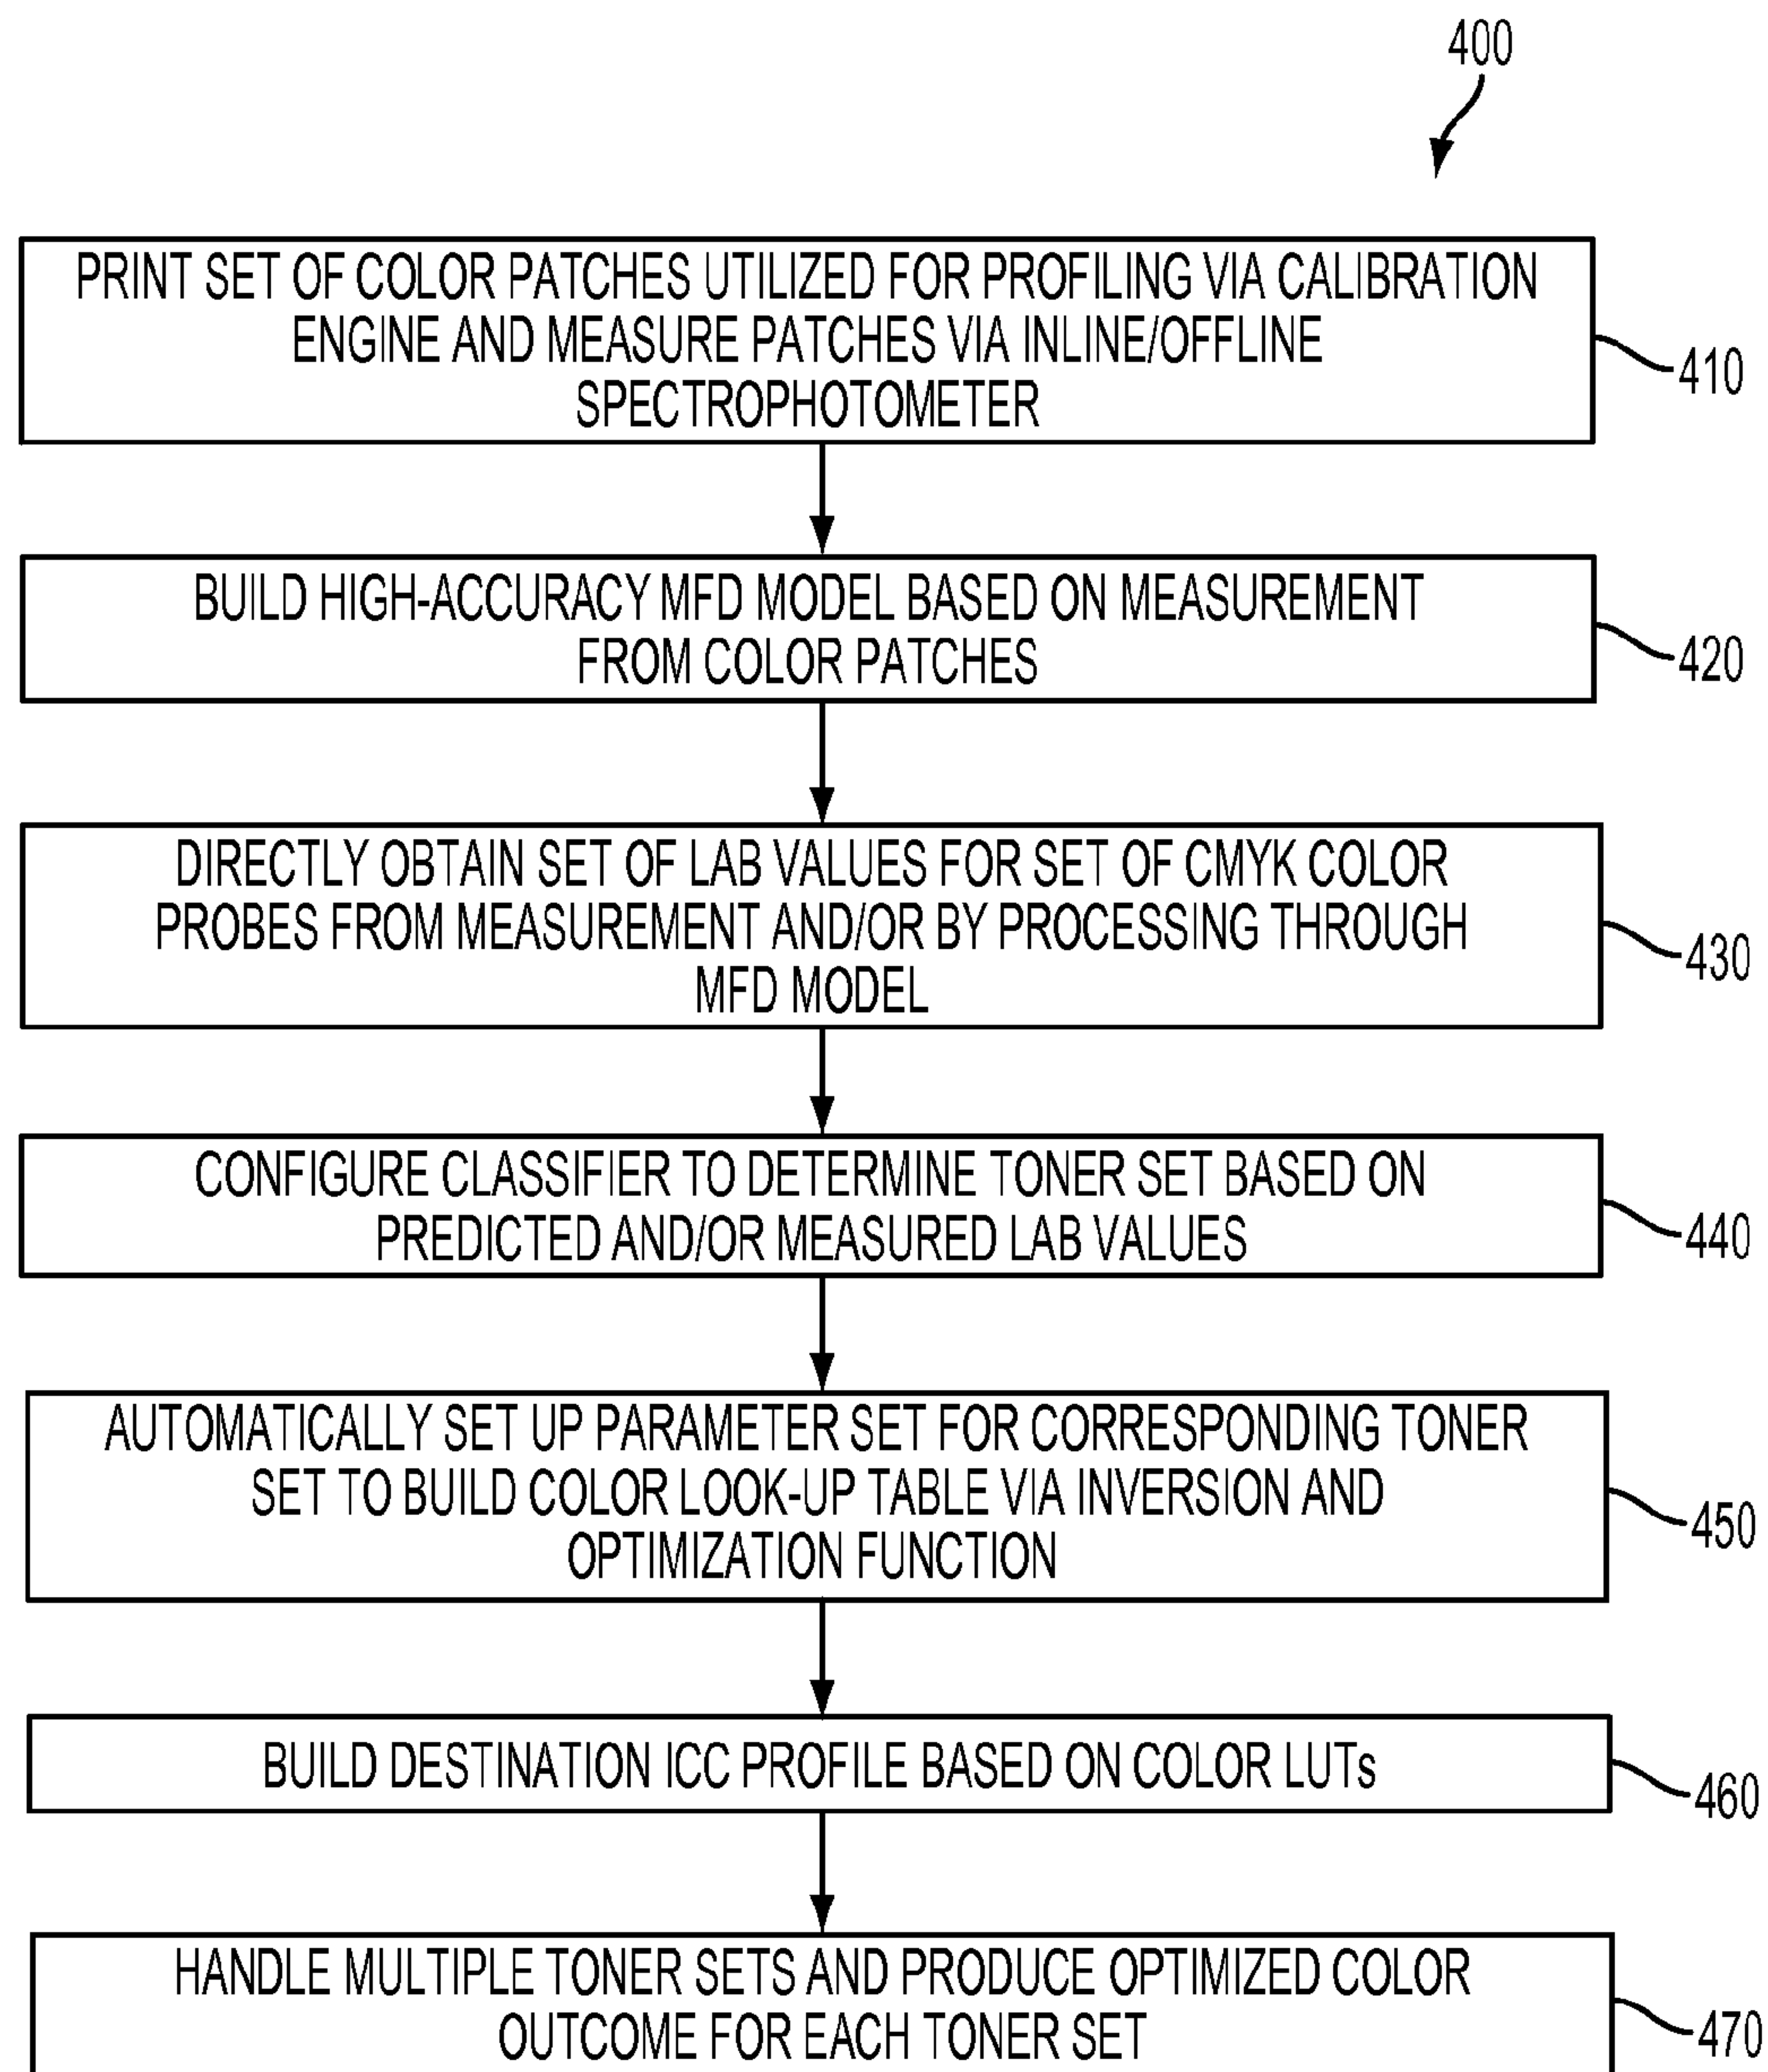 400
PRINT SET OF COLOR PATCHES UTILIZED FOR PROFILING VIA CALIBRATION
ENGINE AND MEASURE PATCHES VIA INLINE/OFFLINE
SPECTROPHOTOMETER
410
BUILD HIGH-ACCURACY MFD MODEL BASED ON MEASUREMENT
FROM COLOR PATCHES
420
DIRECTLY OBTAIN SET OF LAB VALUES FOR SET OF CMYK COLOR
PROBES FROM MEASUREMENT AND/OR BY PROCESSING THROUGH
MFD MODEL
430
CONFIGURE CLASSIFIER TO DETERMINE TONER SET BASED ON
PREDICTED AND/OR MEASURED LAB VALUES
440
AUTOMATICALLY SET UP PARAMETER SET FOR CORRESPONDING TONER
SET TO BUILD COLOR LOOK-UP TABLE VIA INVERSION AND
OPTIMIZATION FUNCTION
450
BUILD DESTINATION ICC PROFILE BASED ON COLOR LUTs
460
HANDLE MULTIPLE TONER SETS AND PRODUCE OPTIMIZED COLOR
OUTCOME FOR EACH TONER SET
470